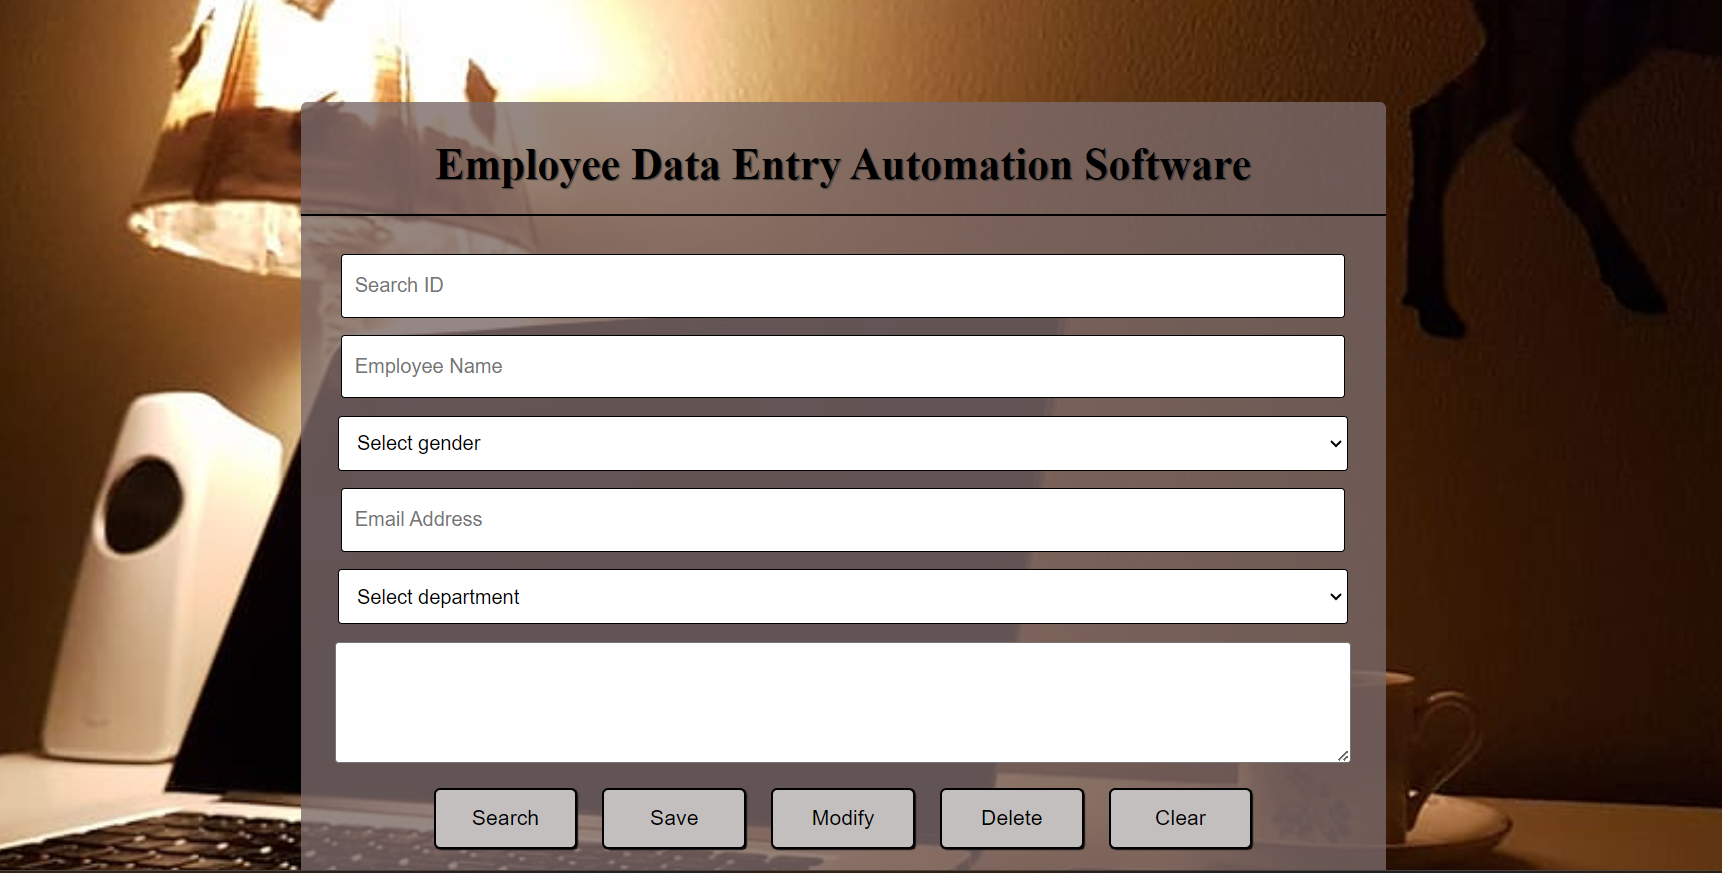 Employee Data Entry Automation Software
Search ID
Employee Name
Select gender
Email Address
Select department
Search Save Modify Delete Clear